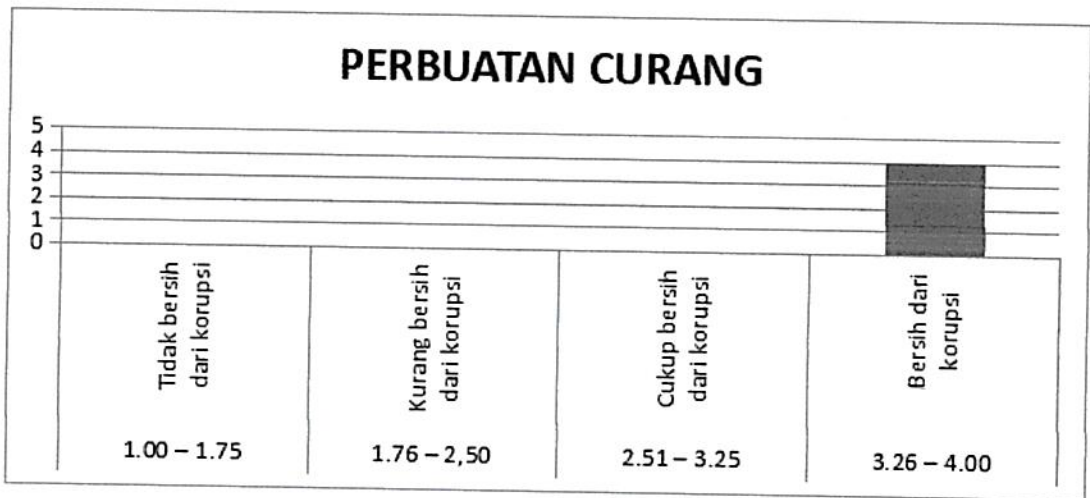 PERBUATAN CURANG
5
4
3
2
1
0
Tidak bersih
dari korupsi
Kurang bersih
dari korupsi
Cukup bersih
dari korupsi
Bersih dari
korupsi
1.00 – 1.75
1.76 – 2,50
2.51 – 3.25
3.26 – 4.00